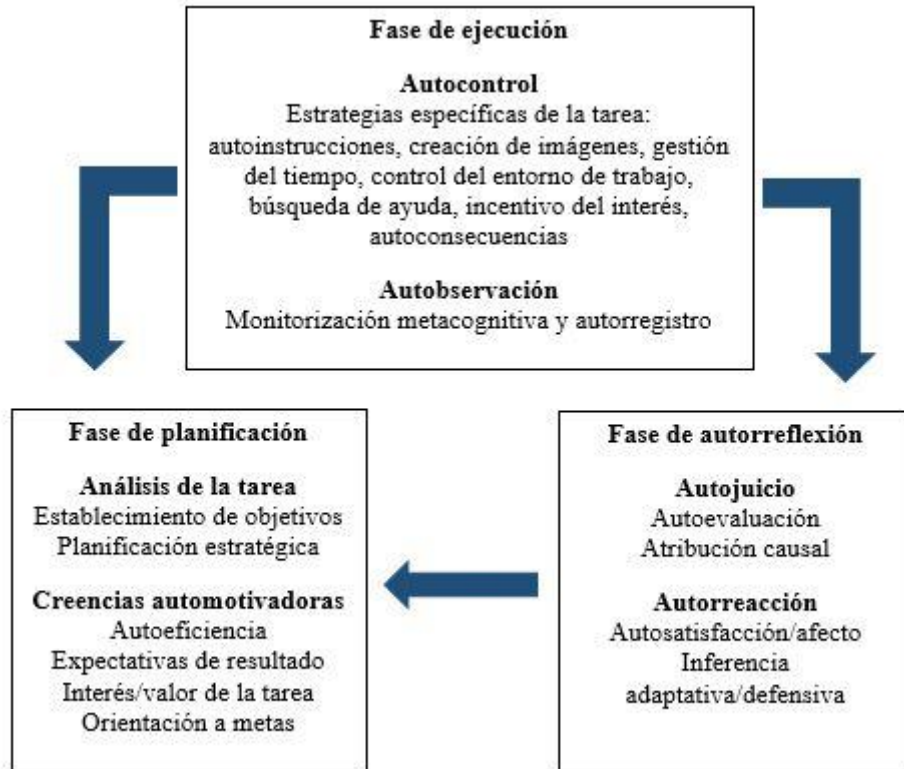 Fase de ejecución
Autocontrol
Estrategias específicas de la tarea:
autoinstrucciones, creación de imágenes, gestión
del tiempo, control del entorno de trabajo,
búsqueda de ayuda, incentivo del interés,
autoconsecuencias
Autobservación
Monitorización metacognitiva y autorregistro
Fase de planificación
Análisis de la tarea
Establecimiento de objetivos
Planificación estratégica
Creencias automotivadoras
Autoeficiencia
Expectativas de resultado
Interés/valor de la tarea
Orientación a metas
Fase de autorreflexión
Autojuicio
Autoevaluación
Atribución causal
Autorreacción
Autosatisfacción/afecto
Inferencia
adaptativa/defensiva